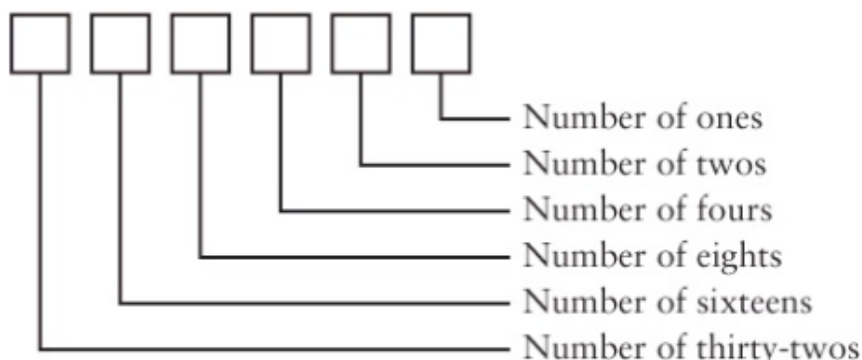 Number of ones
Number of twos
Number of fours
Number of eights
Number of sixteens
Number of thirty-twos